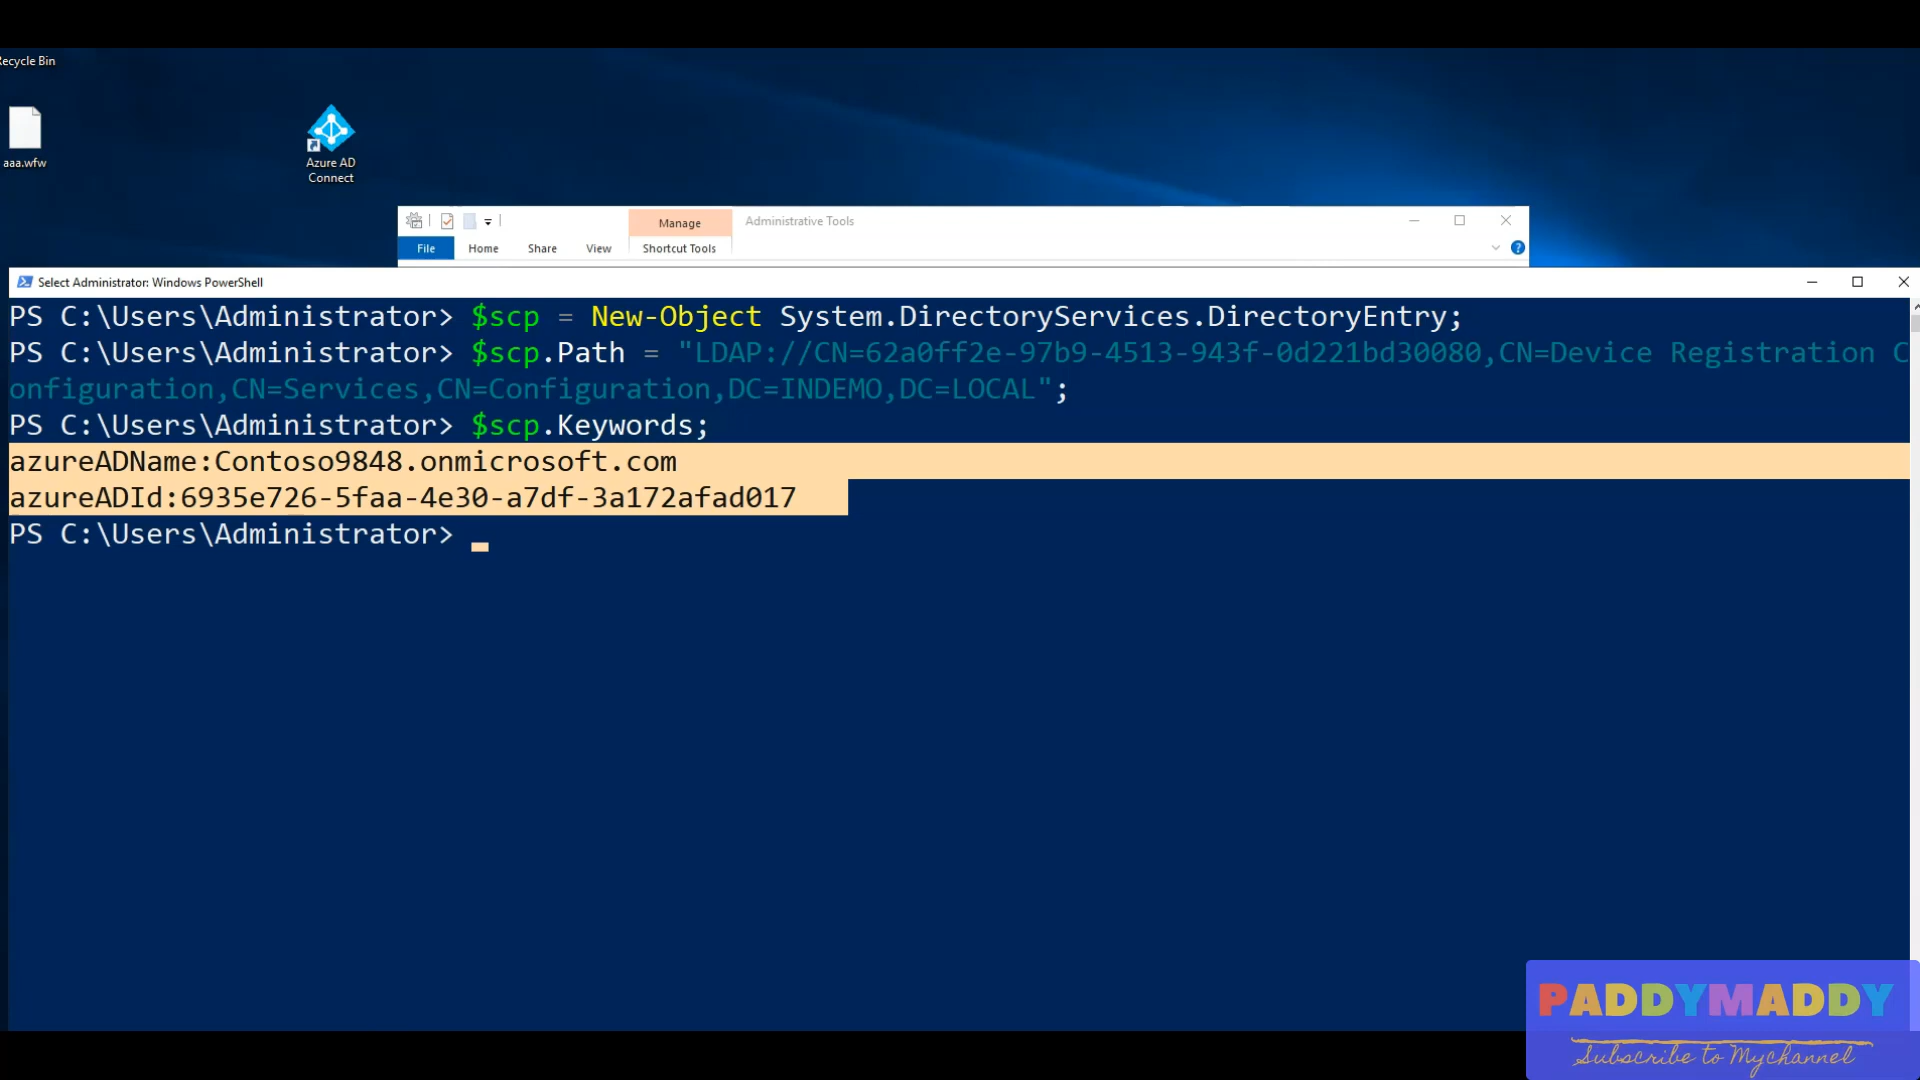 Recycle Bin
aaa.wfw
Azure AD
Connect
Manage
Administrative Tools
File
Home
Share
View
Shortcut Tools
Select Administrator: Windows PowerShell
PS C:\Users\Administrator> $scp = New-Object System.DirectoryServices.DirectoryEntry;
PS C:\Users\Administrator> $scp.Path = "LDAP://CN=62a0ff2e-97b9-4513-943f-0d221bd30080,CN=Device Registration C
onfiguration,CN=Services,CN=Configuration,DC=INDEMO,DC=LOCAL";
PS C:\Users\Administrator> $scp.Keywords;
azureADName:Contoso9848.onmicrosoft.com
azureADId:6935e726-5faa-4e30-a7df-3a172afad017
PS C:\Users\Administrator>
PADDYMADDY
Subscribe to Mychannel